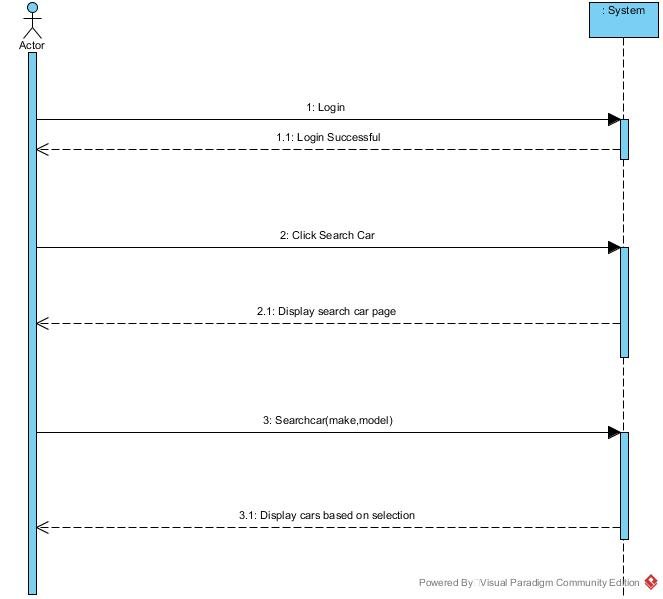 : System
Actor
1: Login
1.1: Login Successful
2: Click Search Car
2.1: Display search car page
3: Searchcar(make,model)
3.1: Display cars based on selection
Powered By Visual Paradigm Community Edition